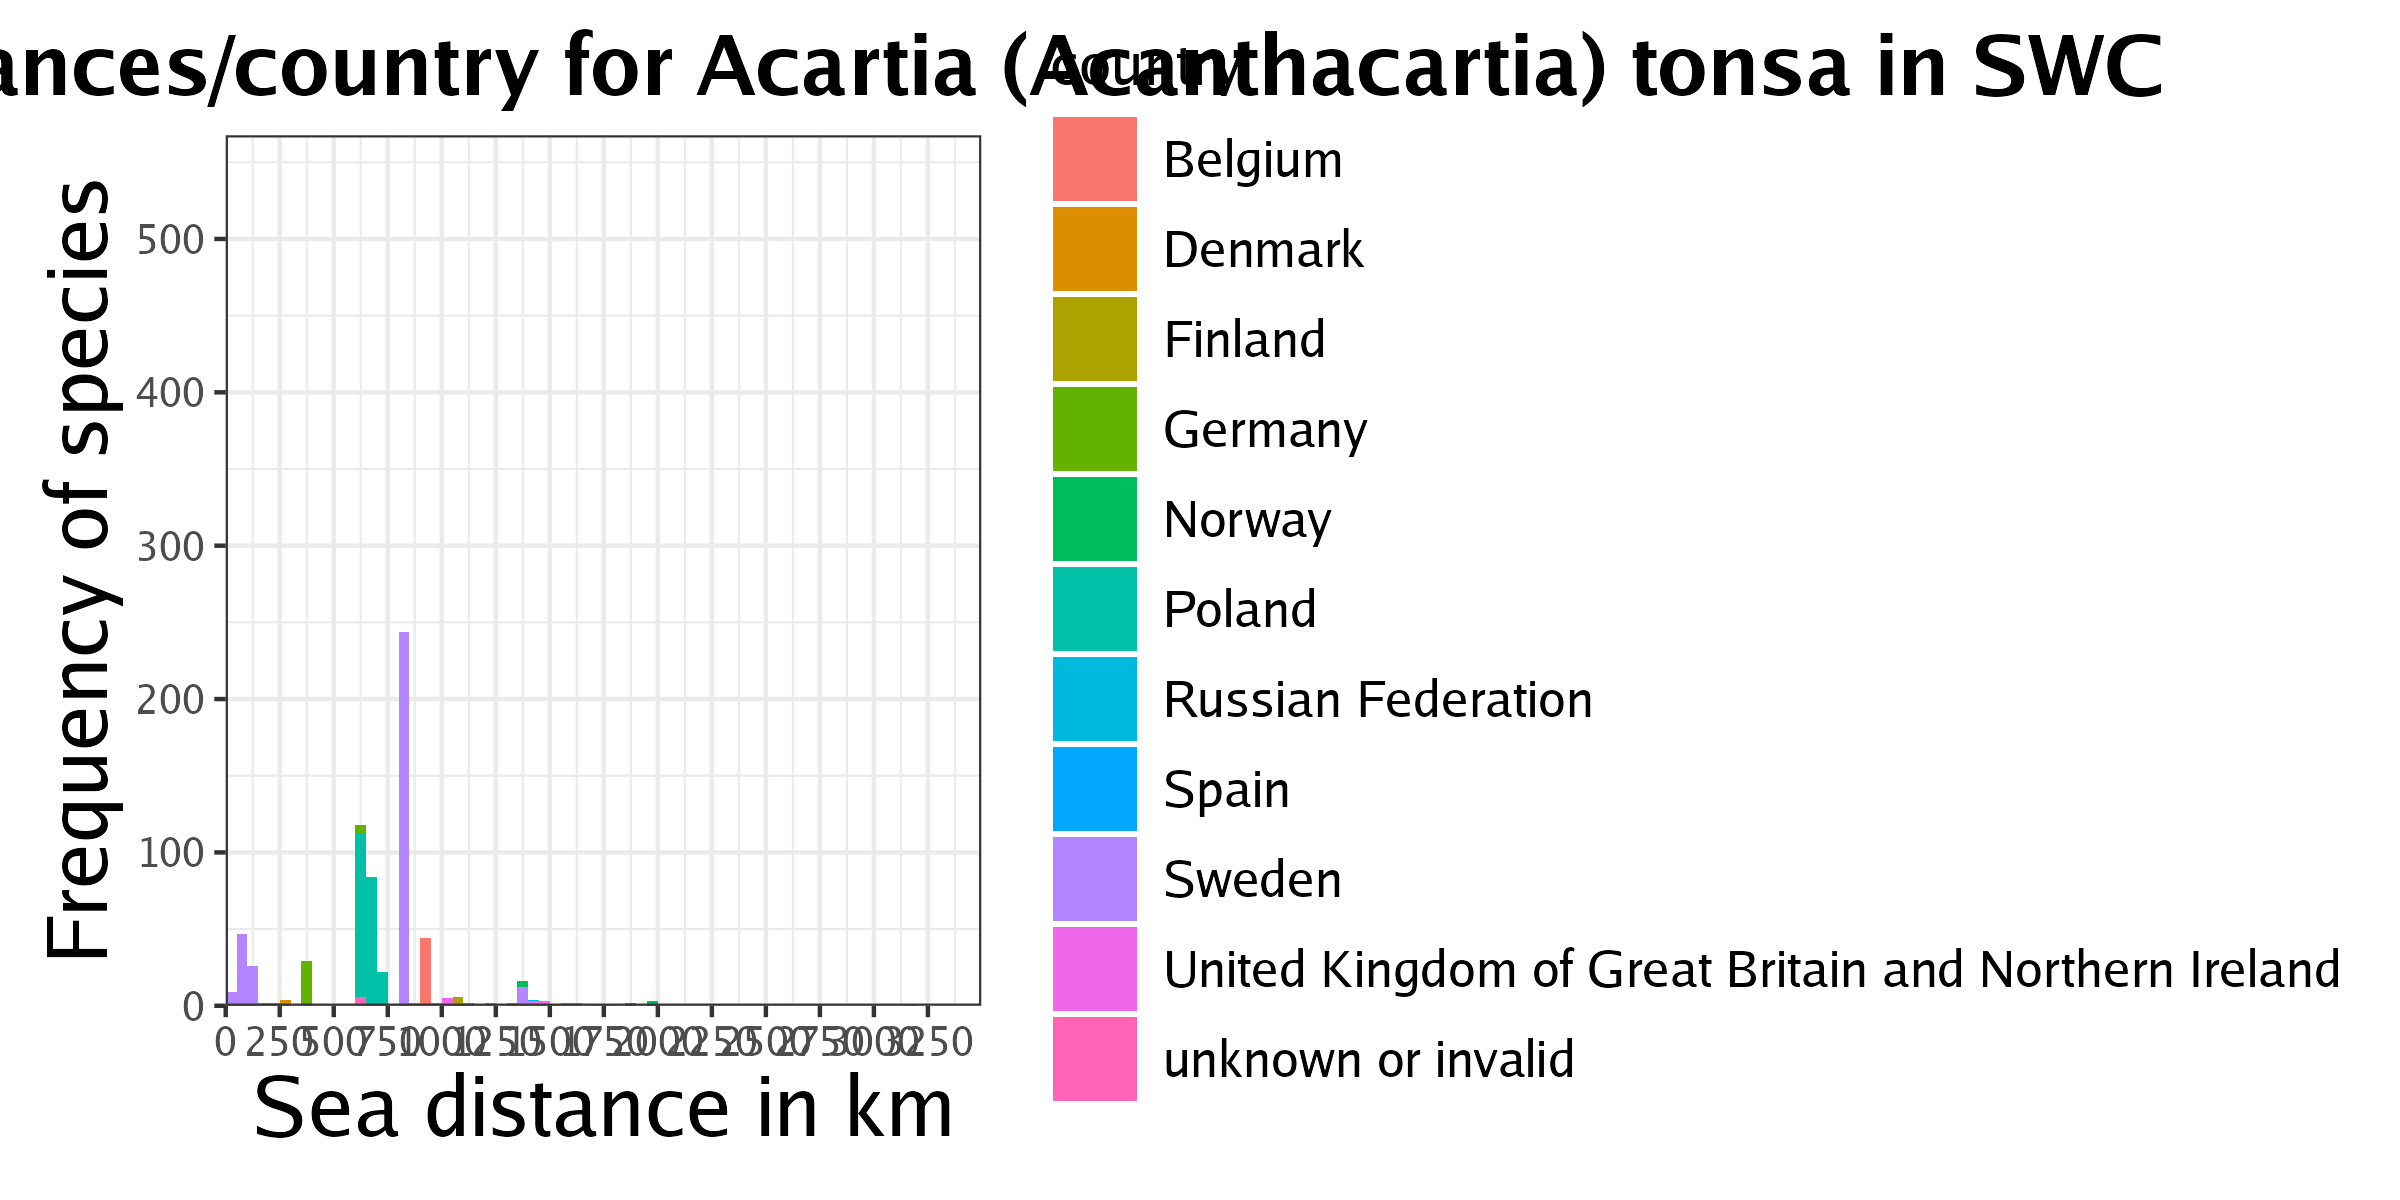 ances/country for Acartia (Acanthacartia) tonsa in SWC
country
Belgium
Denmark
Finland
Germany
Norway
Poland
Russian Federation
Spain
Sweden
United Kingdom of Great Britain and Northern Ireland
unknown or invalid
Frequency of species
500
400
300
200
100
0
0 250 500 750 1000 1250 1500 1750 2000 2250 2500 2750 3000 3250
Sea distance in km